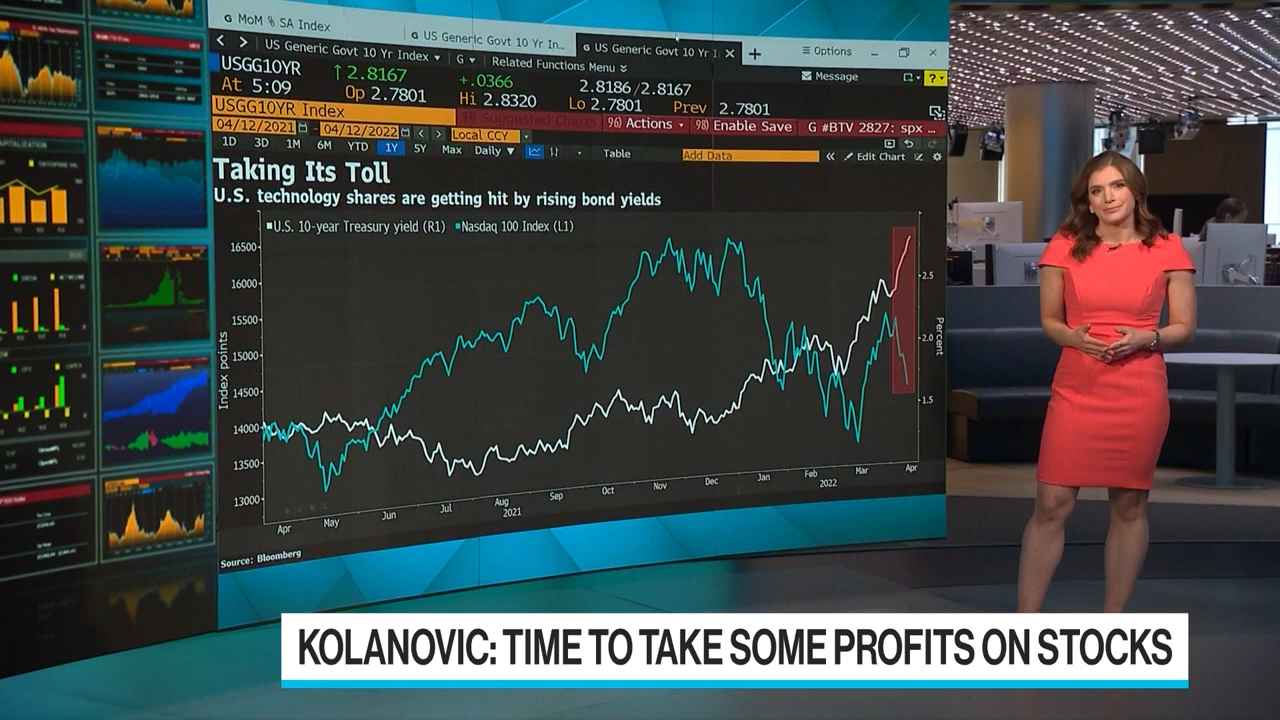 G MoM % SA Index
G US Generic Govt 10 Yr In...
G US Generic Govt 10 Yr I
Options
US Generic Govt 10 Yr Index G Related Functions Menu
Message
USGG10YR ↑ 2.8167 +.0366 2.8186/2.8167
At 5:09 Op 2.7801 Hi 2.8320 Lo 2.7801 Prev 2.7801
USGG10YR Index 94) Suggested Charts 96) Actions 98) Enable Save G #BTV 2827: spx ...
04/12/2021 - 04/12/2022 Local CCY
1D 3D 1M 6M YTD 1Y 5Y Max Daily ▼ Table Add Data « Edit Chart
Taking Its Toll
U.S. technology shares are getting hit by rising bond yields
U.S. 10-year Treasury yield (R1) Nasdaq 100 Index (L1)
16500
16000
15500
15000
14500
14000
13500
13000
Index points
2.5
2.0
1.5
Percent
Apr May Jun Jul Aug Sep Oct Nov Dec Jan Feb Mar Apr
2021 2022
Source: Bloomberg
KOLANOVIC: TIME TO TAKE SOME PROFITS ON STOCKS